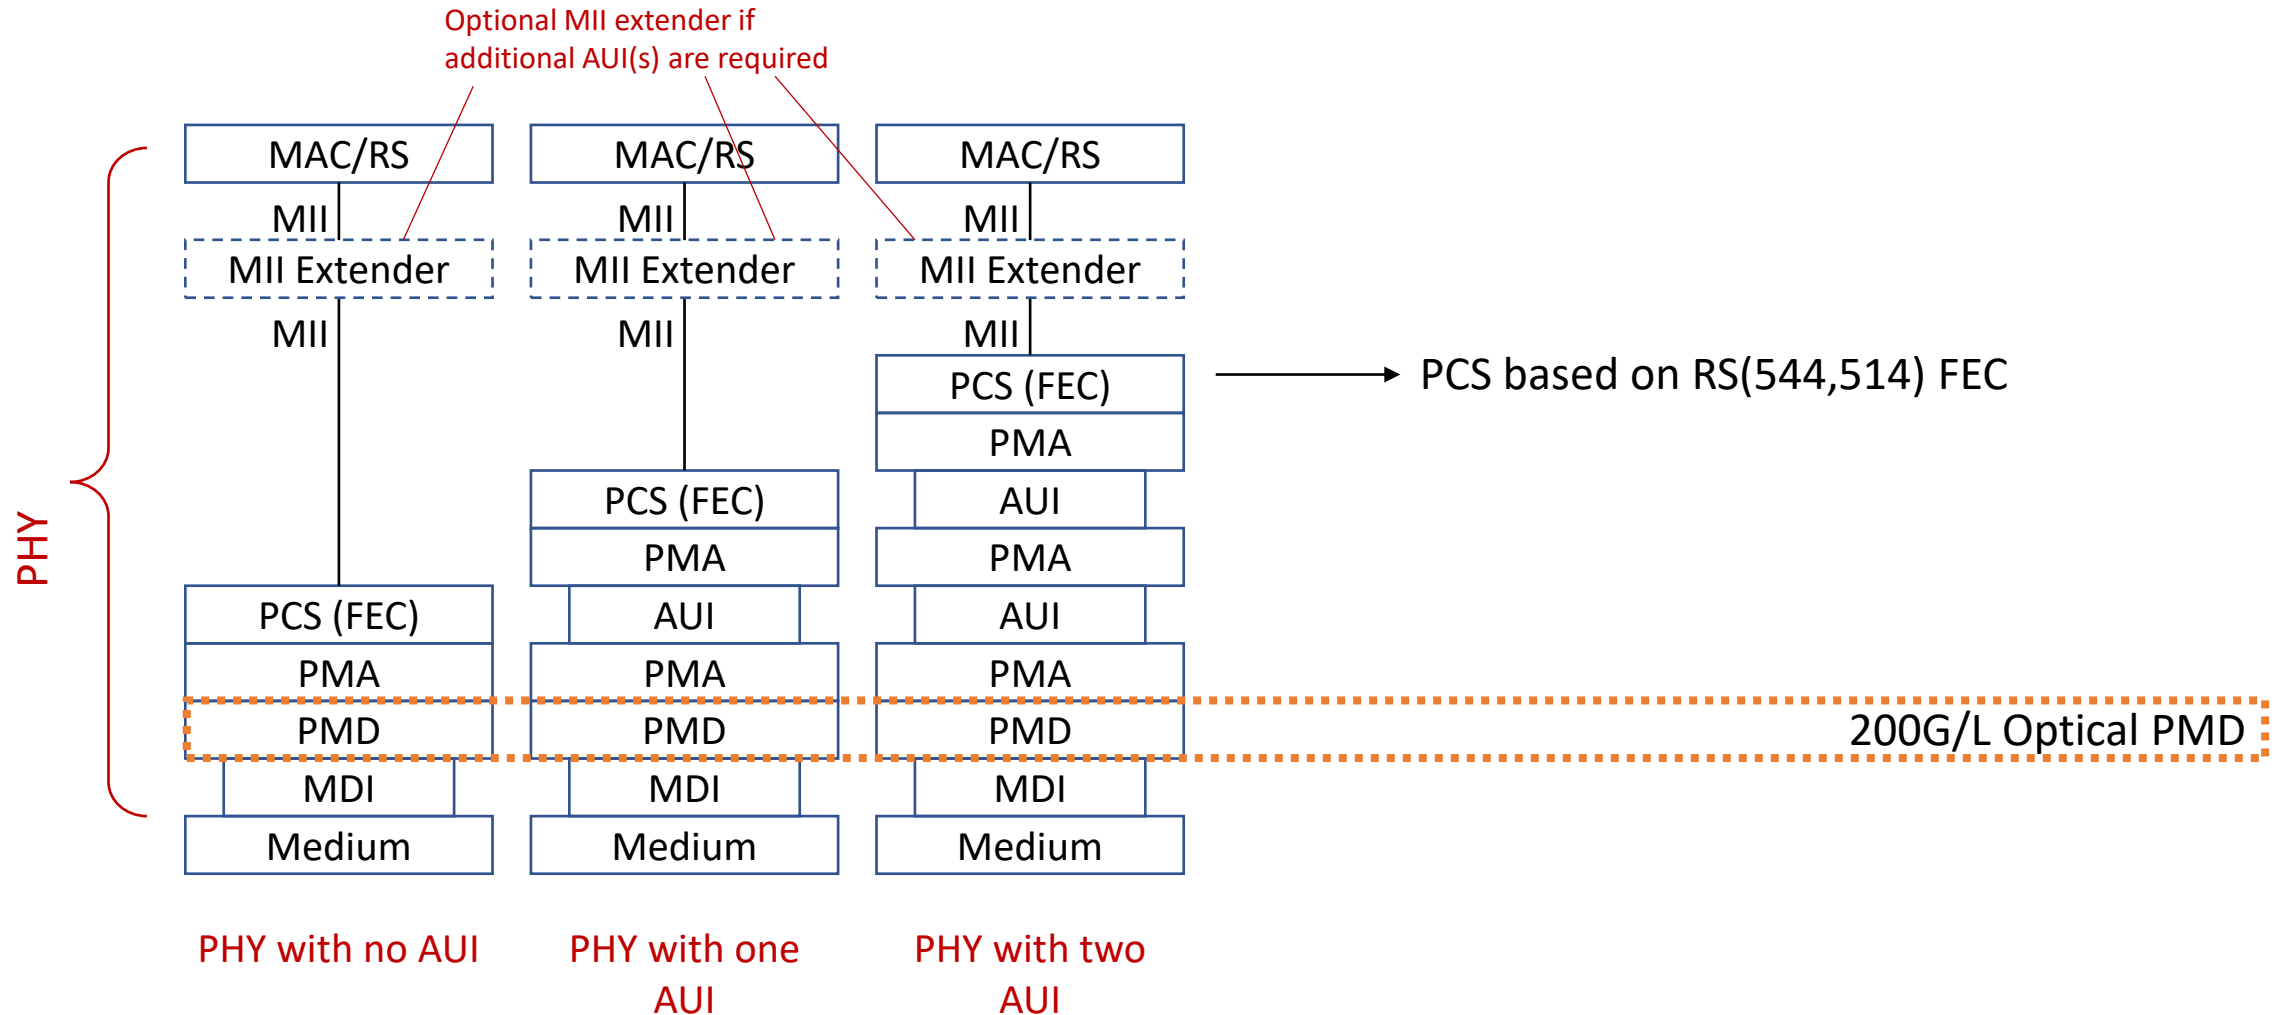 Optional MII extender if
additional AUI(s) are required
MAC/RS
MAC/RS
MAC/RS
MII
MII
MII
MII Extender
MII Extender
MII Extender
MII
MII
MII
PCS (FEC)
PCS based on RS(544,514) FEC
PMA
PCS (FEC)
AUI
PHY
PMA
PMA
PCS (FEC)
AUI
AUI
PMA
PMA
PMA
PMD
PMD
PMD
200G/L Optical PMD
MDI
MDI
MDI
Medium
Medium
Medium
PHY with no AUI
PHY with one
AUI
PHY with two
AUI